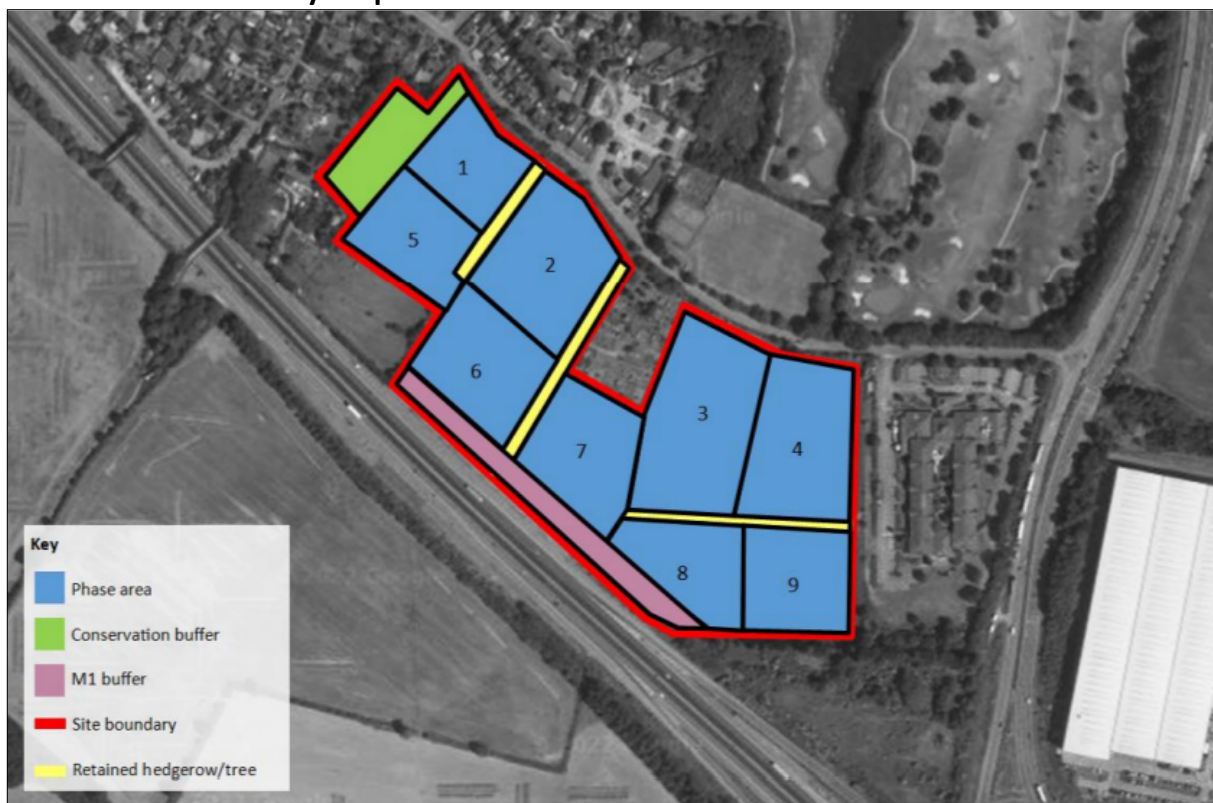 1
5
2
6
3
7
4
8
9
Key
Phase area
Conservation buffer
M1 buffer
Site boundary
Retained hedgerow/tree